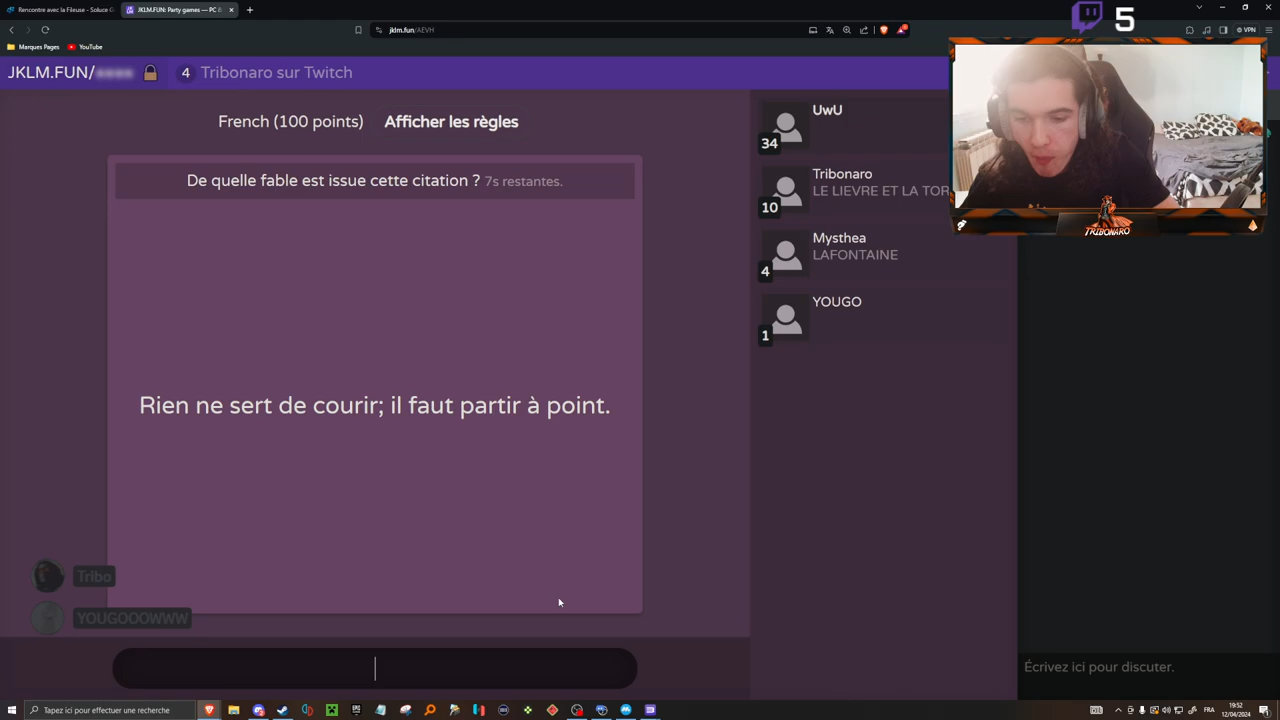 Rencontre avec la Fileuse - Soluce G
JKLM.FUN: Party games — PC &
jklm.fun/AEVH
VPN
Marques Pages
YouTube
5
JKLM.FUN/
4
Tribonaro sur Twitch
French (100 points)
Afficher les règles
De quelle fable est issue cette citation ? 7s restantes.
Rien ne sert de courir; il faut partir à point.
UwU
34
Tribonaro
LE LIEVRE ET LA TOR
10
Mysthea
LAFONTAINE
4
YOUGO
1
TRIBONARO
Tribo
YOUGOOOWWW
Écrivez ici pour discuter.
Tapez ici pour effectuer une recherche
FRA
19:52
12/04/2024